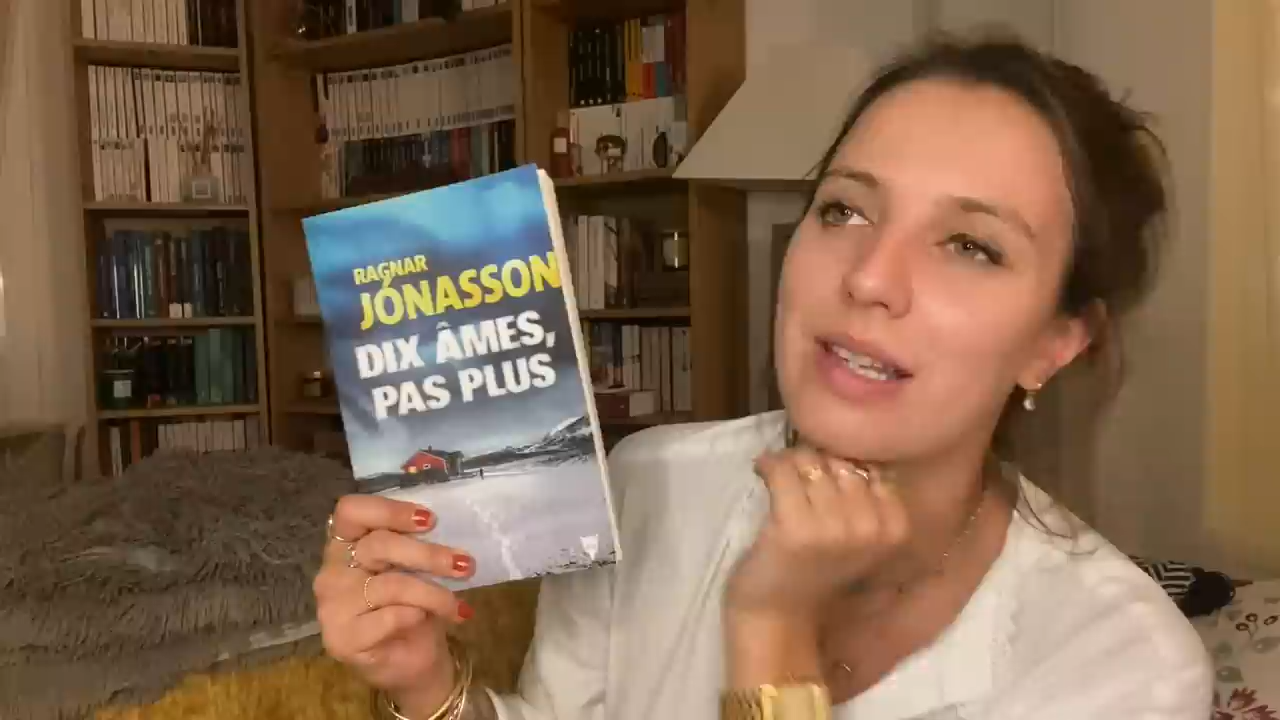 RAGNAR
JÓNASSON
DIX ÂMES,
PAS PLUS